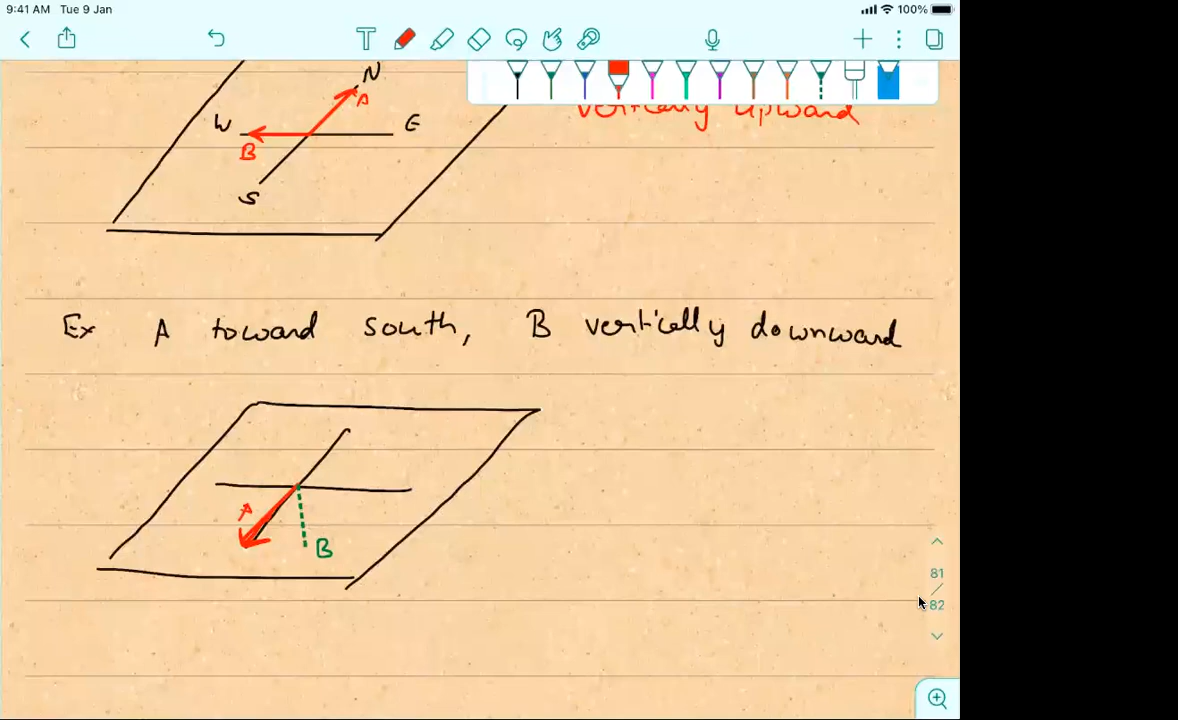 9:41 AM Tue 9 Jan
100%
T
N
A
vertically upward
W
E
B
S
Ex A toward south, B vertically downward
A
B
81
/
82